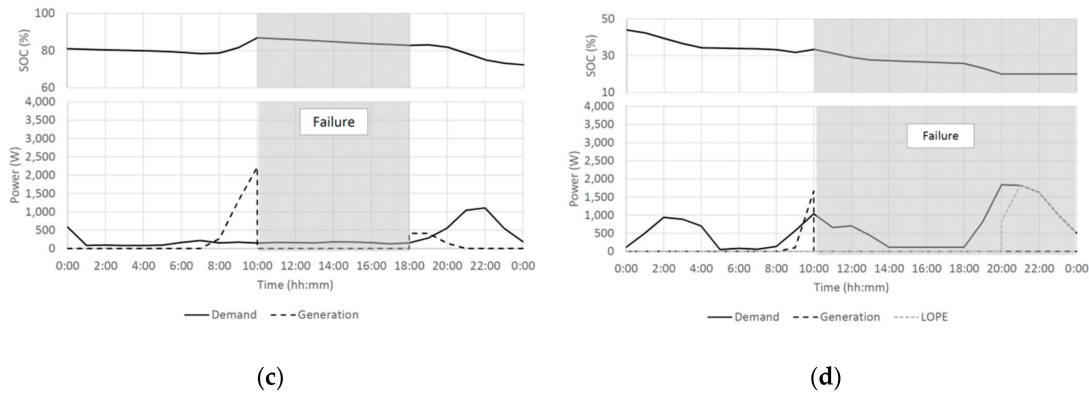 100
80
60
SOC (%)
4,000
3,500
3,000
2,500
2,000
1,500
1,000
500
0
Power (W)
Failure
0:00 2:00 4:00 6:00 8:00 10:00 12:00 14:00 16:00 18:00 20:00 22:00 0:00
Time (hh:mm)
Demand Generation
(c)
50
30
10
SOC (%)
4,000
3,500
3,000
2,500
2,000
1,500
1,000
500
0
Power (W)
Failure
0:00 2:00 4:00 6:00 8:00 10:00 12:00 14:00 16:00 18:00 20:00 22:00 0:00
Time (hh:mm)
Demand Generation LOPE
(d)